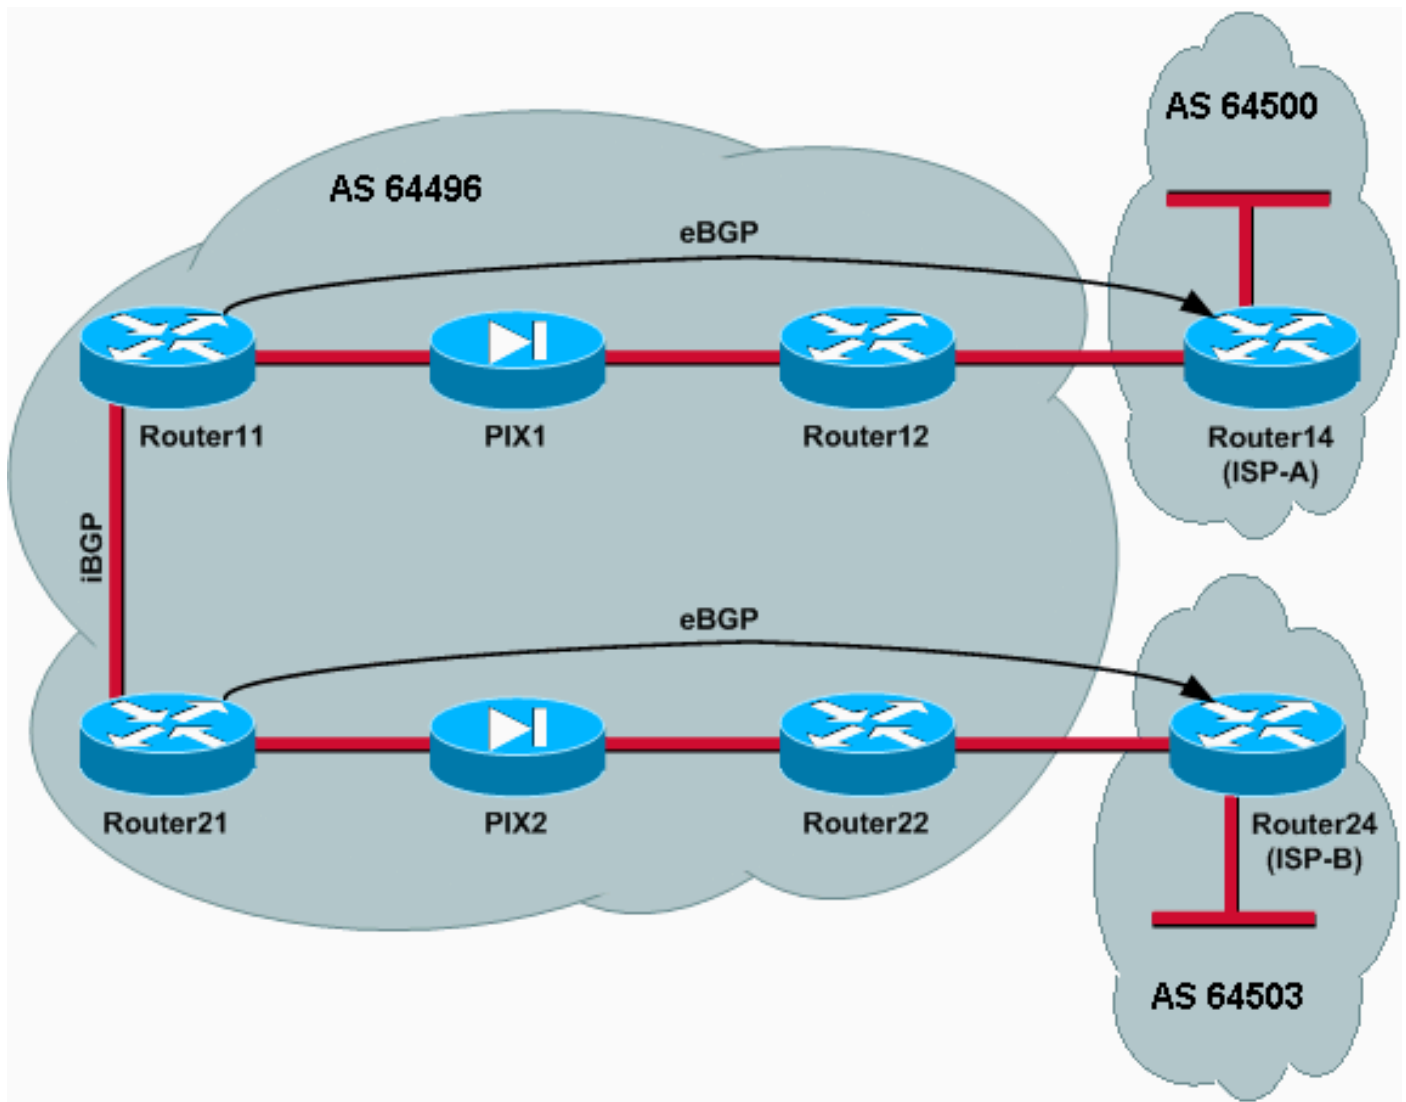 AS 64500
AS 64496
eBGP
Router11
PIX1
Router12
Router14
(ISP-A)
iBGP
eBGP
Router21
PIX2
Router22
Router24
(ISP-B)
AS 64503